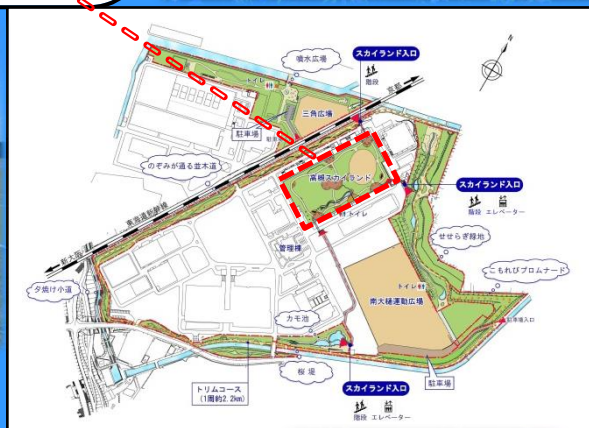 噴水広場
スカイランド入口
N
階段
トイレ
三角広場
京都
駐車場
のぞみが通る並木道
高槻スカイランド
スカイランド入口
階段 エレベーター
東海道新幹線
トイレ
せせらぎ緑地
新大阪
管理棟
こもれびプロムナード
夕焼け小道
トイレ
南大樋運動広場
カモ池
駐車場入口
桜堤
トリムコース
(1周約2.2km)
スカイランド入口
駐車場
階段 エレベーター